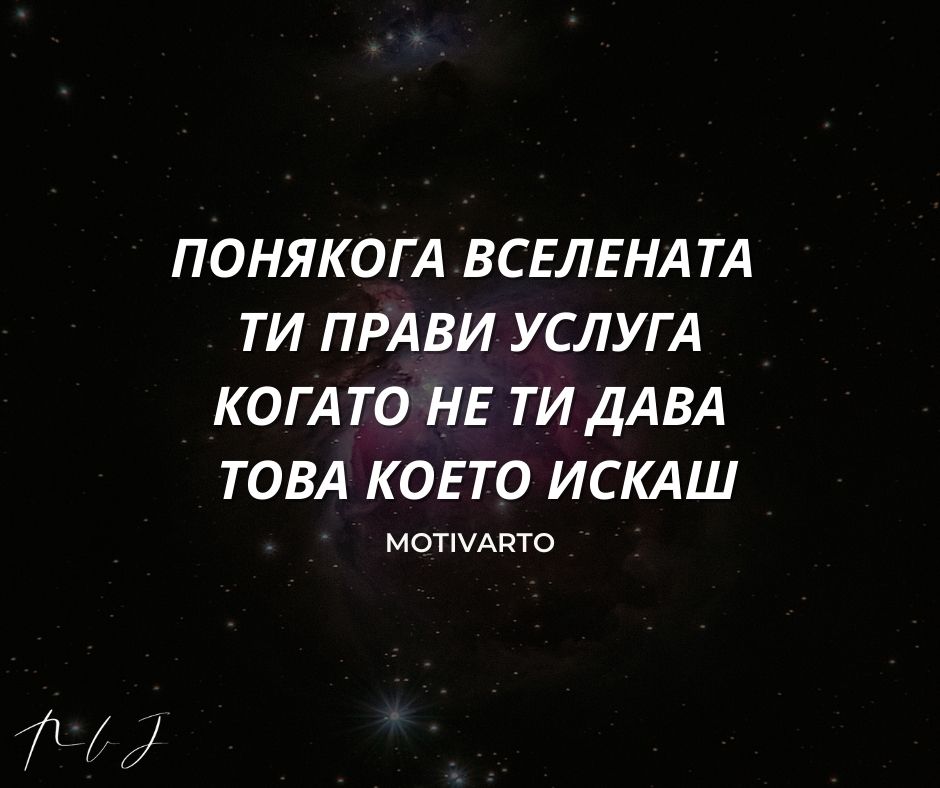 ПОНЯКОГА ВСЕЛЕНАТА
ТИ ПРАВИ УСЛУГА
КОГАТО НЕ ТИ ДАВА
ТОВА КОЕТО ИСКАШ
MOTIVARTO